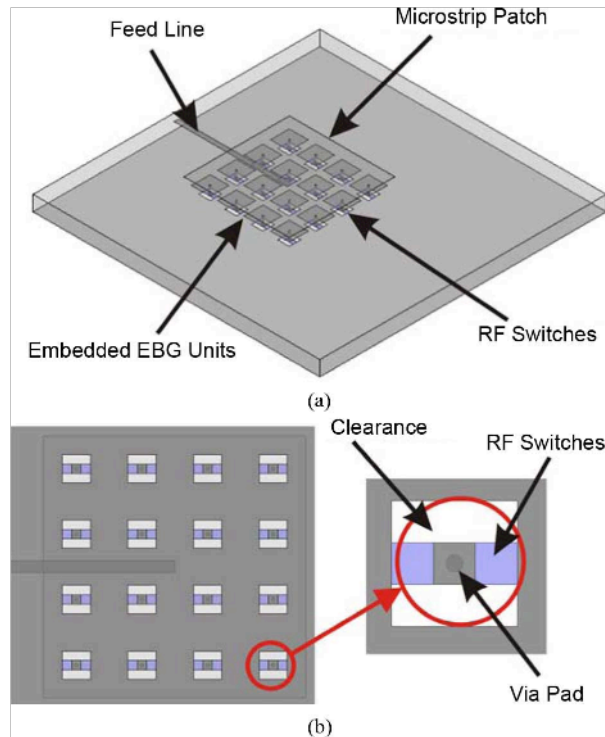 Feed Line
Microstrip Patch
Embedded EBG Units
RF Switches
(a)
Clearance
RF Switches
Via Pad
(b)